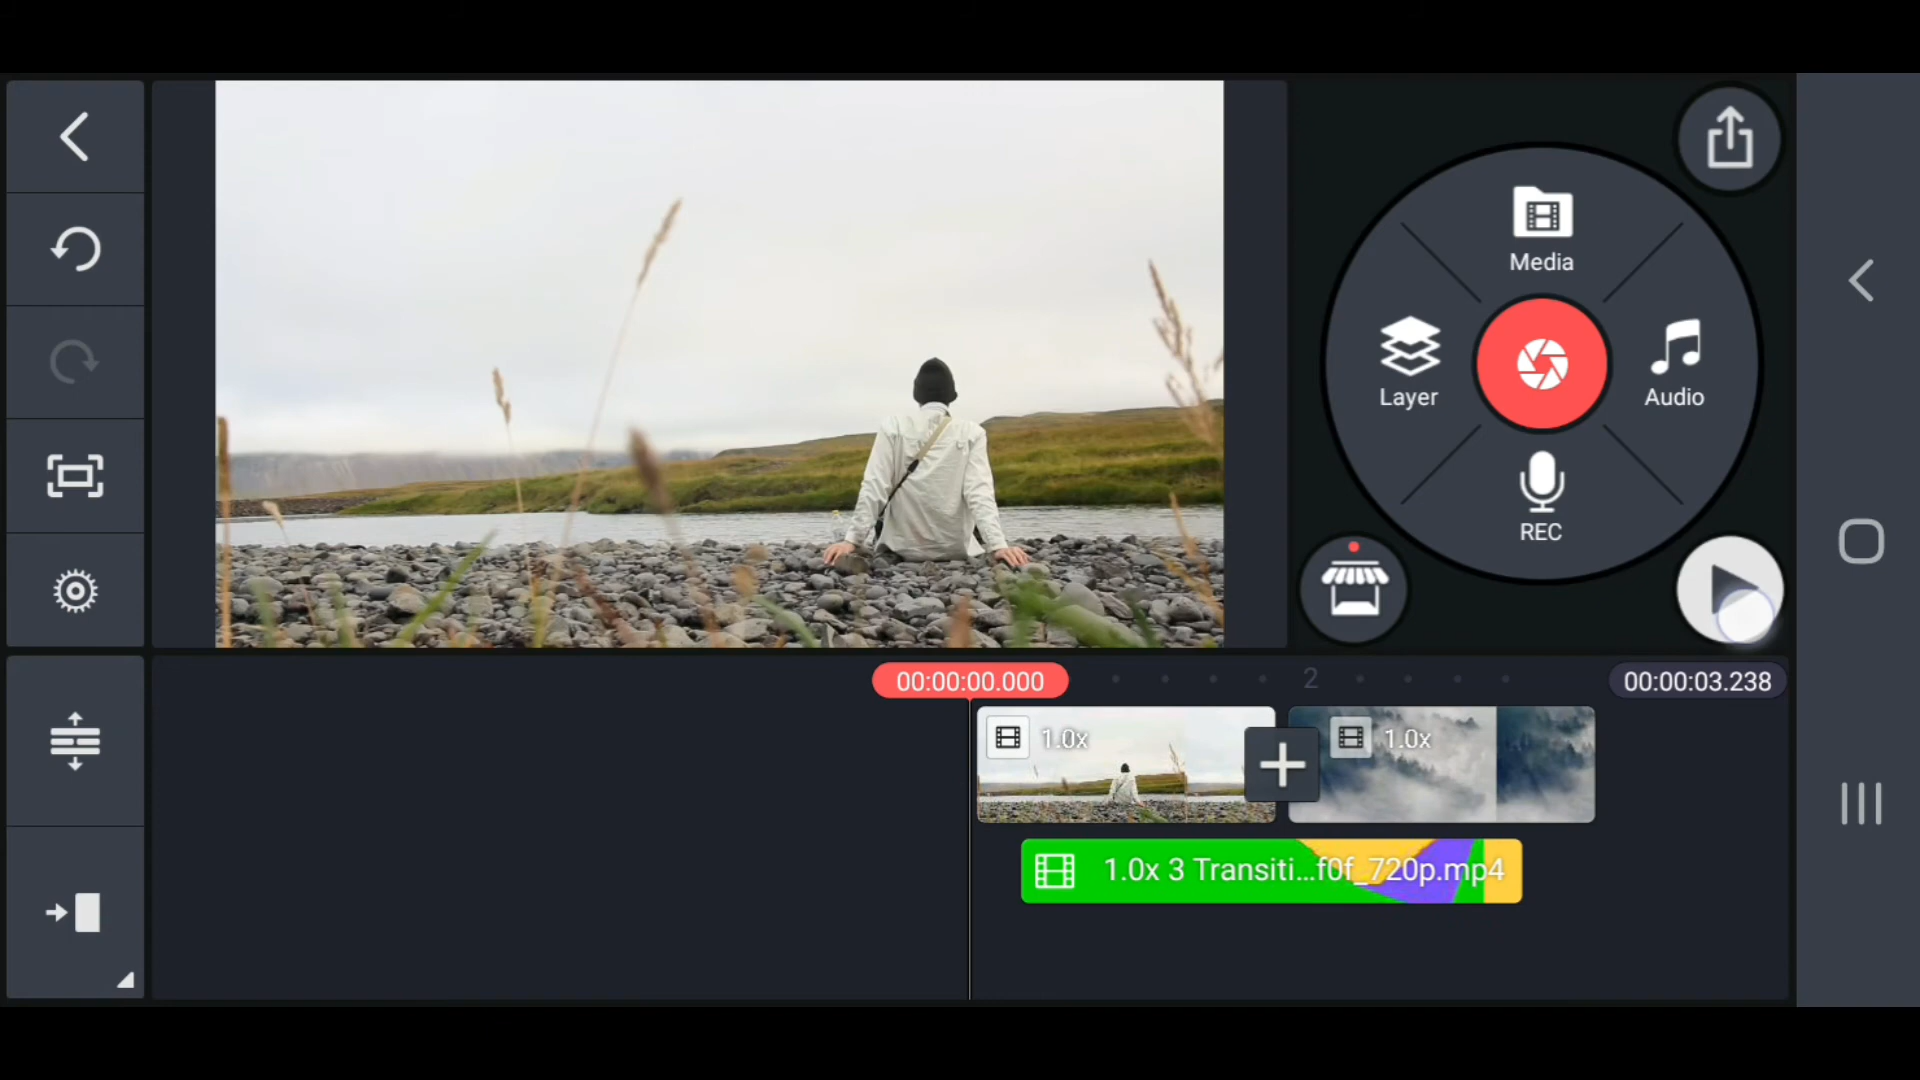 Media
Layer
Audio
REC
00:00:00.000
2
00:00:03.238
1.0x
1.0x
1.0x 3 Transiti...f0f_720p.mp4